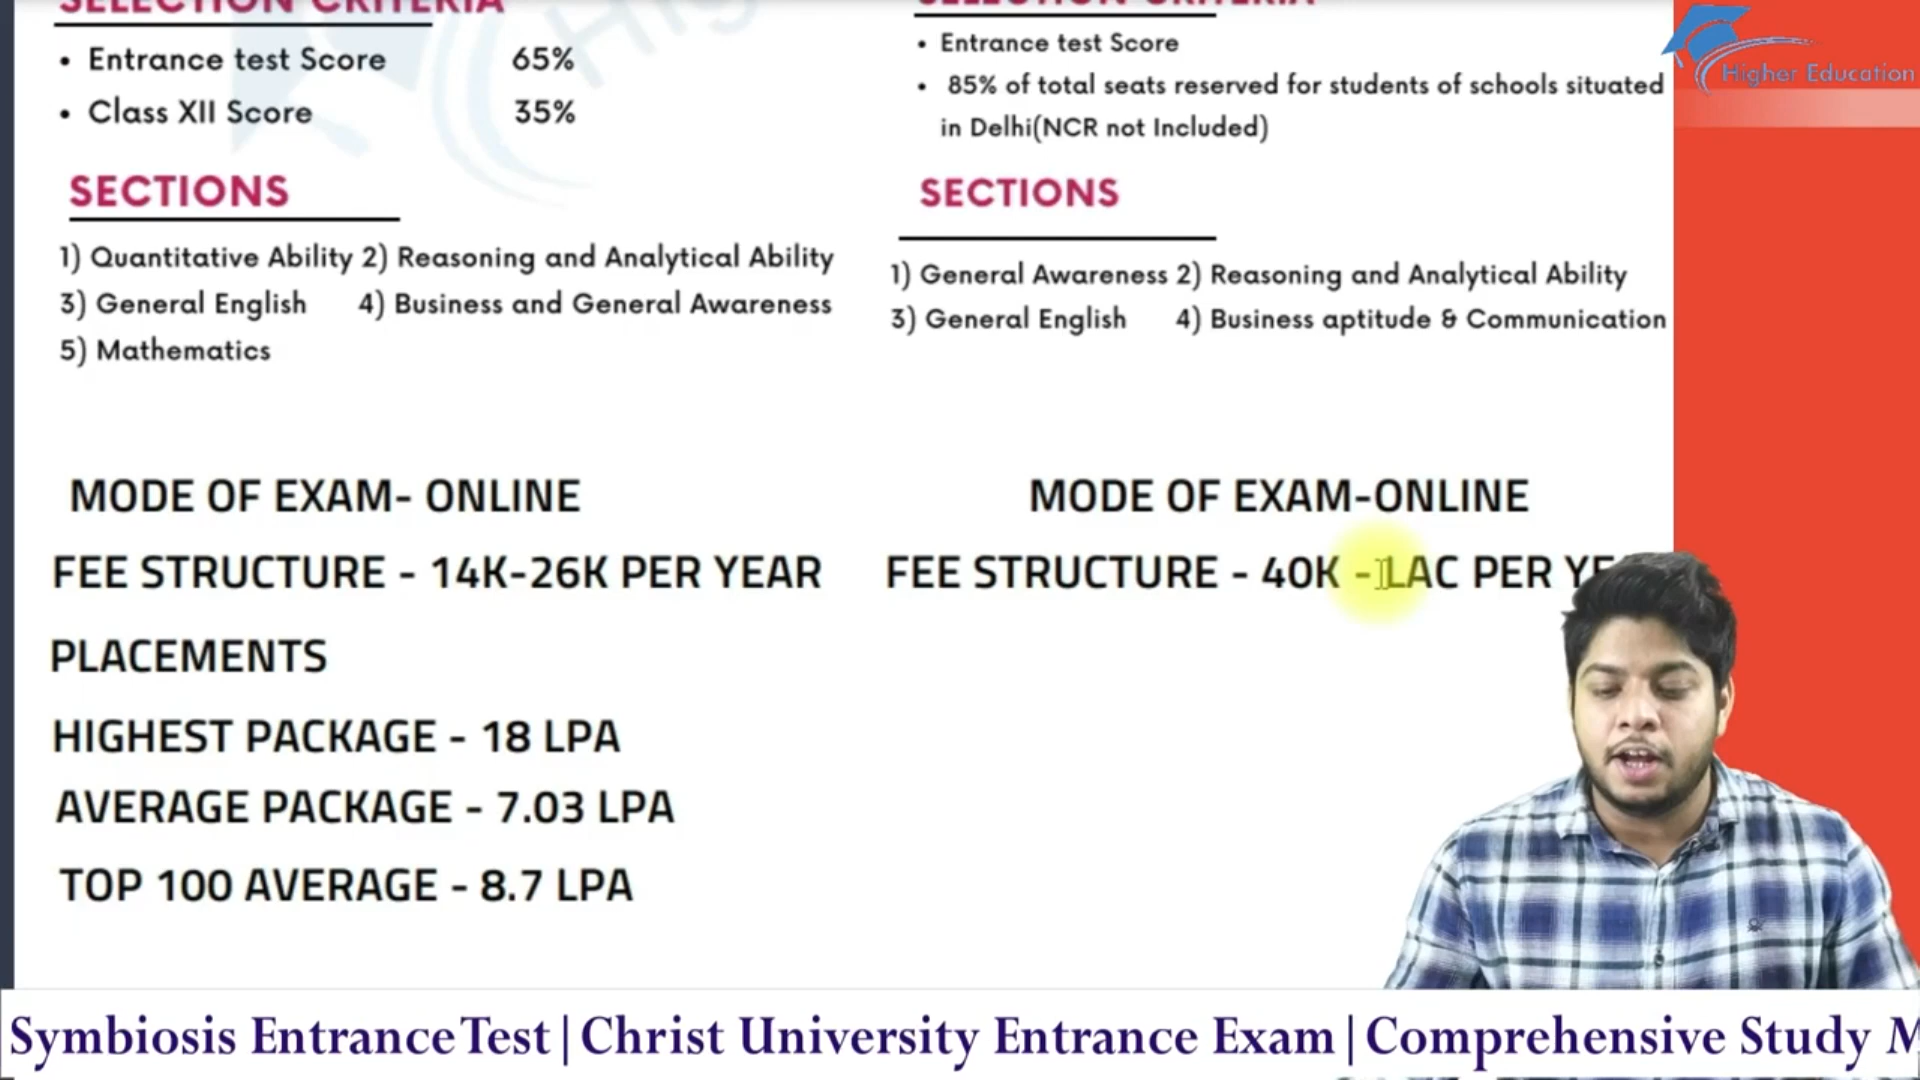 SELECTION CRITERIA
• Entrance test Score 65%
• Class XII Score 35%
SECTIONS
1) Quantitative Ability 2) Reasoning and Analytical Ability
3) General English 4) Business and General Awareness
5) Mathematics
MODE OF EXAM- ONLINE
FEE STRUCTURE - 14K-26K PER YEAR
PLACEMENTS
HIGHEST PACKAGE - 18 LPA
AVERAGE PACKAGE - 7.03 LPA
TOP 100 AVERAGE - 8.7 LPA
SELECTION CRITERIA
• Entrance test Score
• 85% of total seats reserved for students of schools situated
in Delhi(NCR not Included)
SECTIONS
1) General Awareness 2) Reasoning and Analytical Ability
3) General English 4) Business aptitude & Communication
MODE OF EXAM-ONLINE
FEE STRUCTURE - 40K - LAC PER
Higher Education
Symbiosis Entrance Test | Christ University Entrance Exam | Comprehensive Study